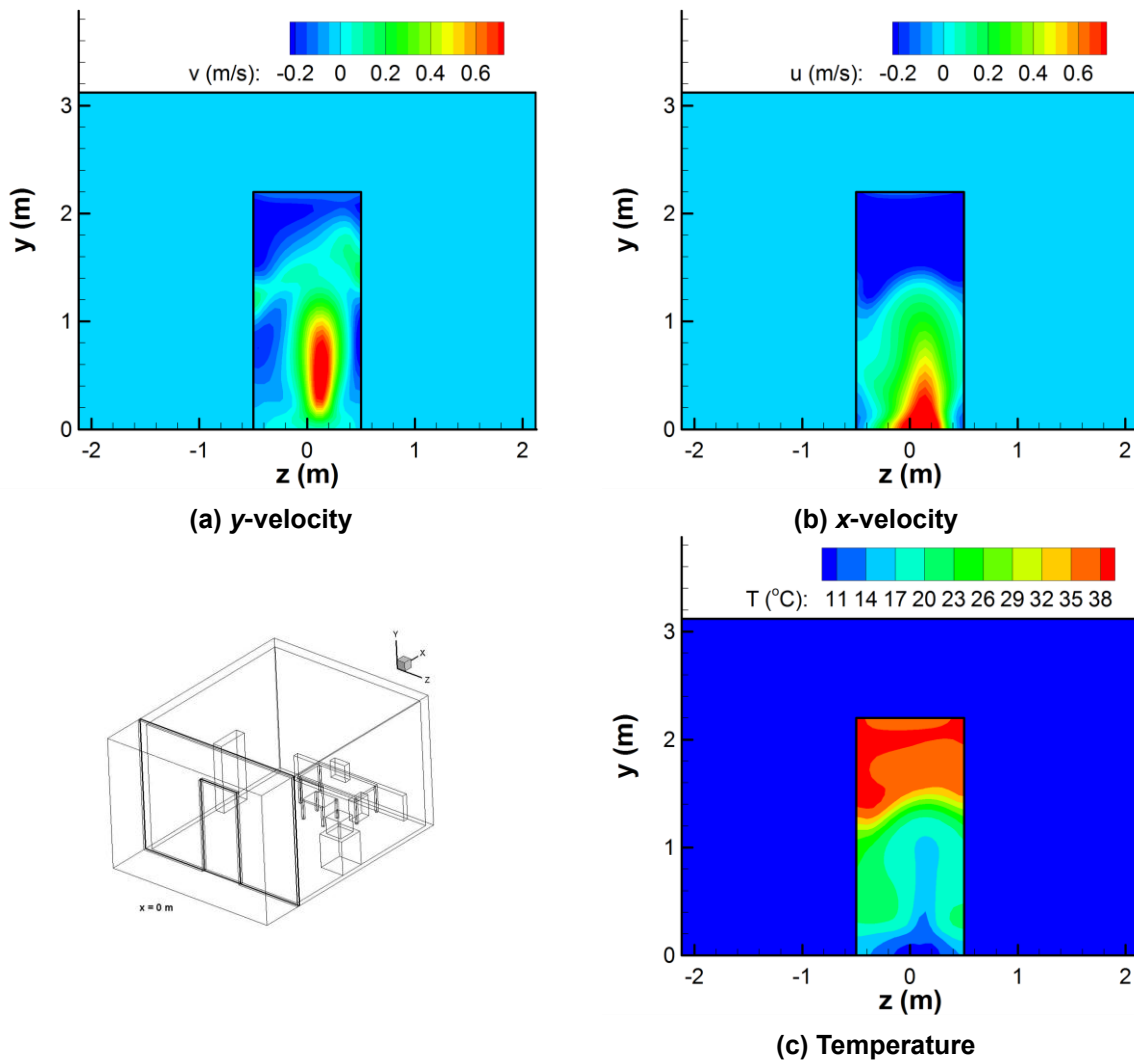 v (m/s): -0.2 0 0.2 0.4 0.6
3
2
1
0
y (m)
-2 -1 0 1 2
z (m)
(a) y-velocity
u (m/s): -0.2 0 0.2 0.4 0.6
3
2
1
0
y (m)
-2 -1 0 1 2
z (m)
(b) x-velocity
Y
X
Z
x = 0 m
T (°C): 11 14 17 20 23 26 29 32 35 38
3
2
1
0
y (m)
-2 -1 0 1 2
z (m)
(c) Temperature